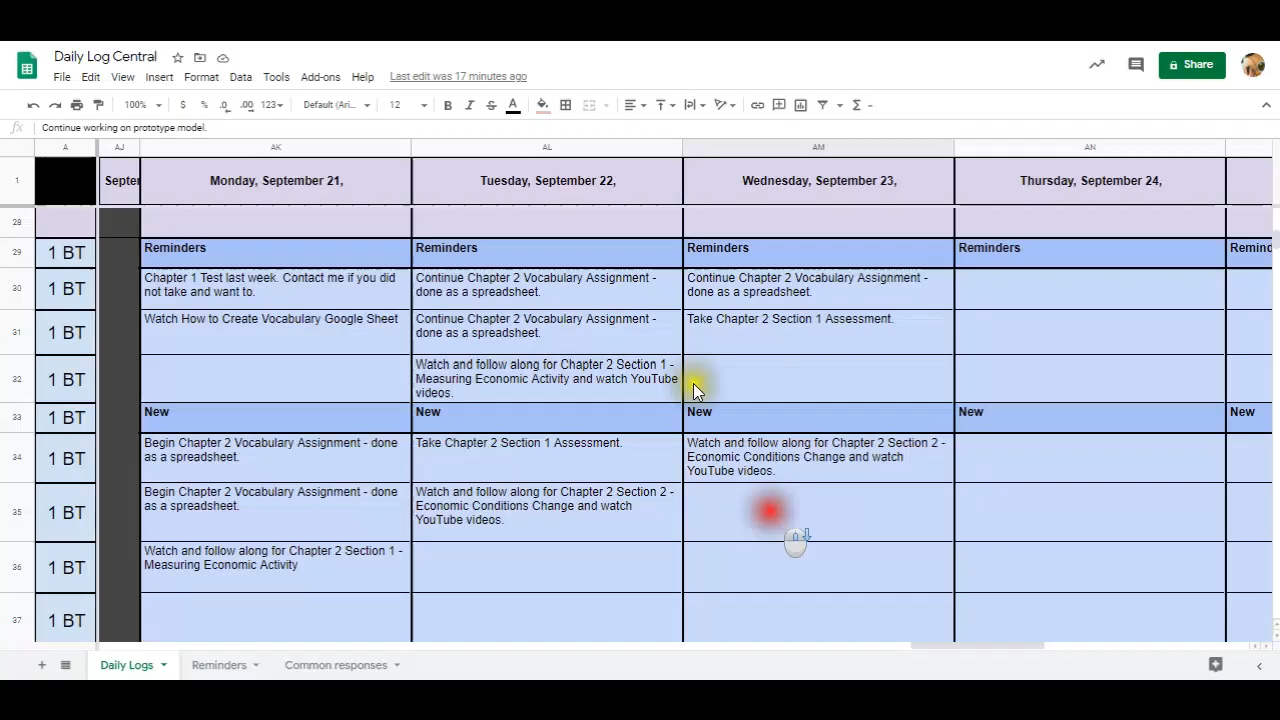 Daily Log Central
File Edit View Insert Format Data Tools Add-ons Help Last edit was 17 minutes ago
Share
100% $ % .0 .00 123 Default (Ari... 12 B I S A
fx Continue working on prototype model.
A AJ AK AL AM AN
1 Septer Monday, September 21, Tuesday, September 22, Wednesday, September 23, Thursday, September 24,
28
29 1 BT Reminders Reminders Reminders Reminders Remind
30 1 BT Chapter 1 Test last week. Contact me if you did Continue Chapter 2 Vocabulary Assignment - Continue Chapter 2 Vocabulary Assignment -
not take and want to. done as a spreadsheet. done as a spreadsheet.
31 1 BT Watch How to Create Vocabulary Google Sheet Continue Chapter 2 Vocabulary Assignment - Take Chapter 2 Section 1 Assessment.
done as a spreadsheet.
32 1 BT Watch and follow along for Chapter 2 Section 1 -
Measuring Economic Activity and watch YouTube
videos.
33 1 BT New New New New New
34 1 BT Begin Chapter 2 Vocabulary Assignment - done Take Chapter 2 Section 1 Assessment. Watch and follow along for Chapter 2 Section 2 -
as a spreadsheet. Economic Conditions Change and watch
YouTube videos.
35 1 BT Begin Chapter 2 Vocabulary Assignment - done Watch and follow along for Chapter 2 Section 2 -
as a spreadsheet. Economic Conditions Change and watch
YouTube videos.
36 1 BT Watch and follow along for Chapter 2 Section 1 -
Measuring Economic Activity
37 1 BT
Daily Logs Reminders Common responses